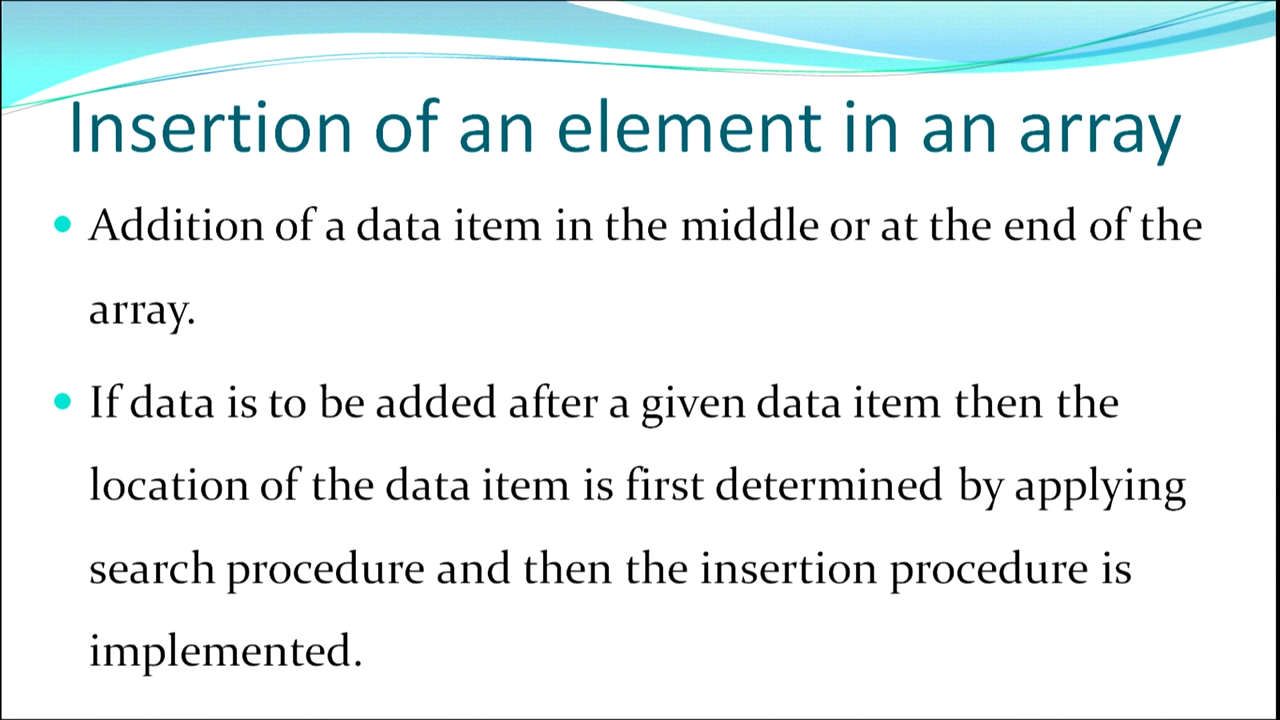 Insertion of an element in an array
• Addition of a data item in the middle or at the end of the
array.
• If data is to be added after a given data item then the
location of the data item is first determined by applying
search procedure and then the insertion procedure is
implemented.